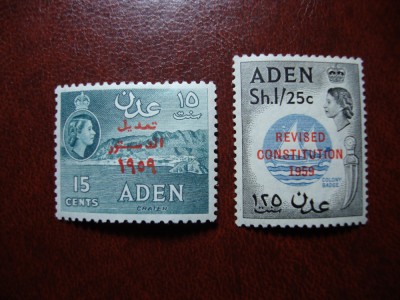 عدن ١٥
سنت
تعديل
الدستور
١٩٥٩
15
CENTS
ADEN
CRATER
ADEN
Sh.1/25c
REVISED
CONSTITUTION
1959
COLONY
BADGE
١٢٥ عدن
سنت